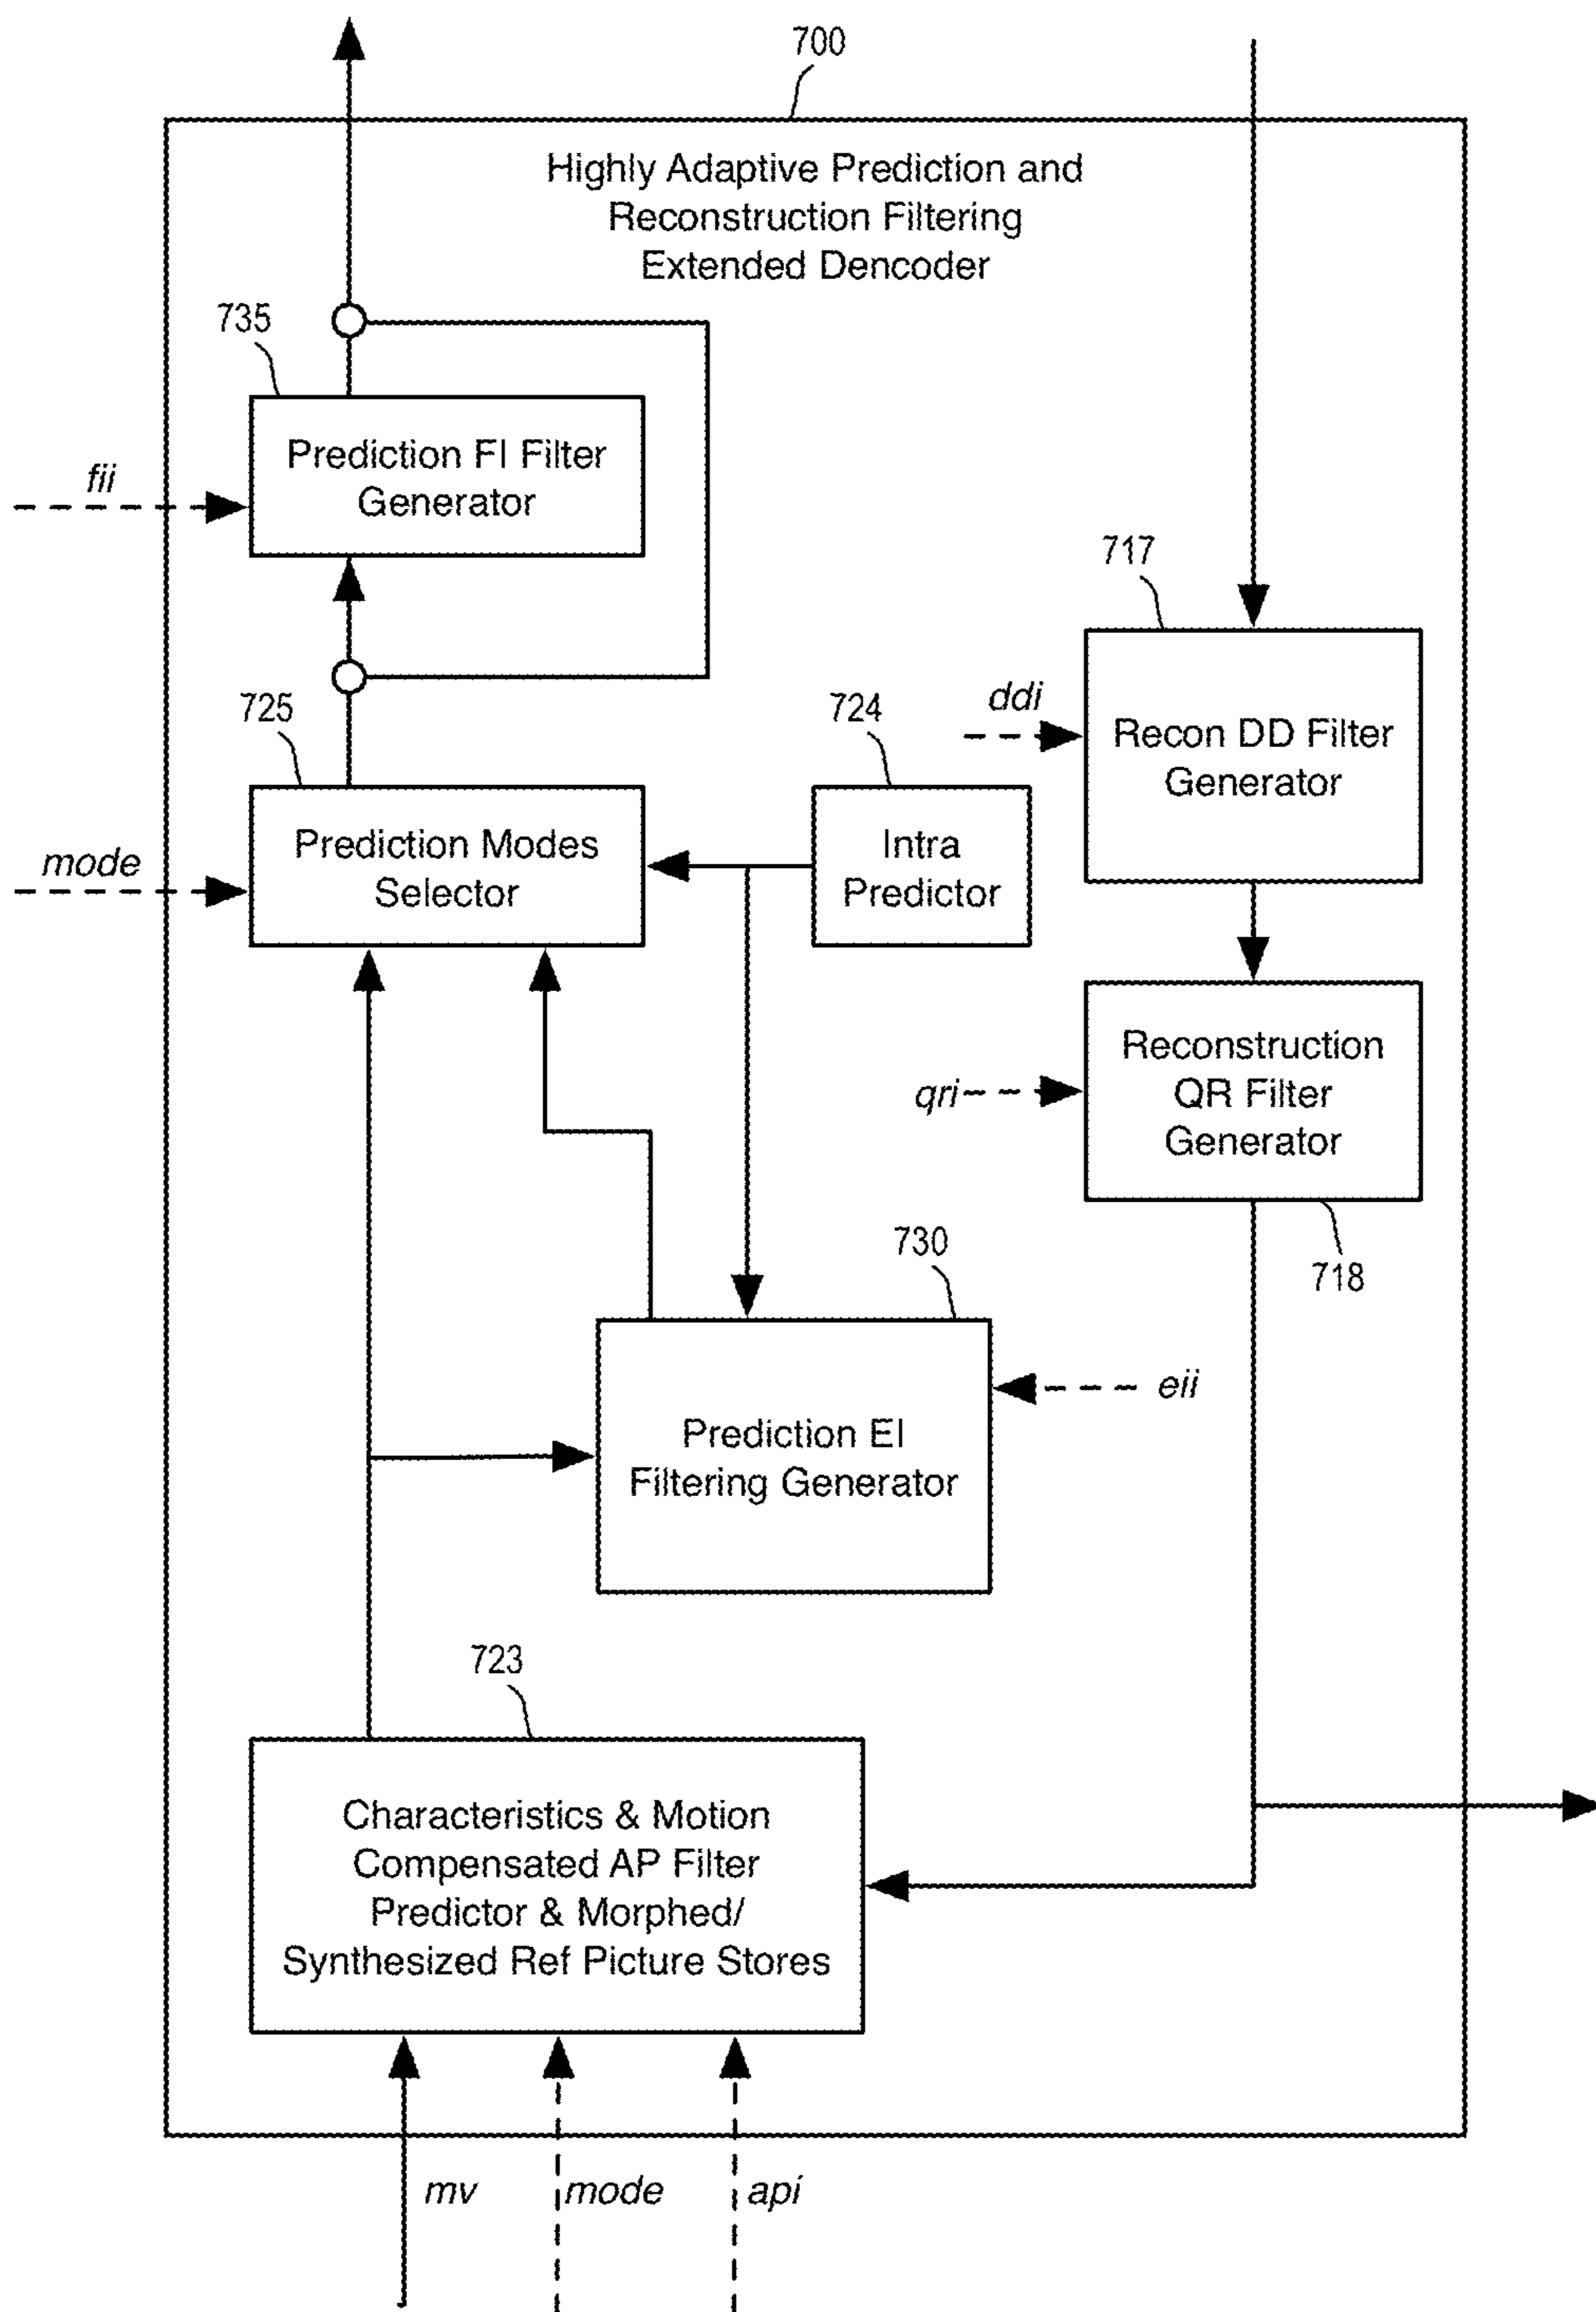 700
Highly Adaptive Prediction and
Reconstruction Filtering
Extended Dencoder
735
Prediction FI Filter
Generator
fii
717
725
724
ddi
Recon DD Filter
Generator
Prediction Modes
Selector
mode
Intra
Predictor
Reconstruction
QR Filter
Generator
qri
730
718
eii
Prediction EI
Filtering Generator
723
Characteristics & Motion
Compensated AP Filter
Predictor & Morphed/
Synthesized Ref Picture Stores
mv
mode
api